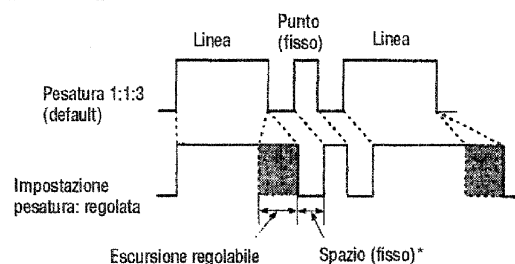 Punto
Linea (fisso) Linea
Pesatura 1:1:3
(default)
Impostazione
pesatura: regolata
Escursione regolabile Spazio (fisso)*